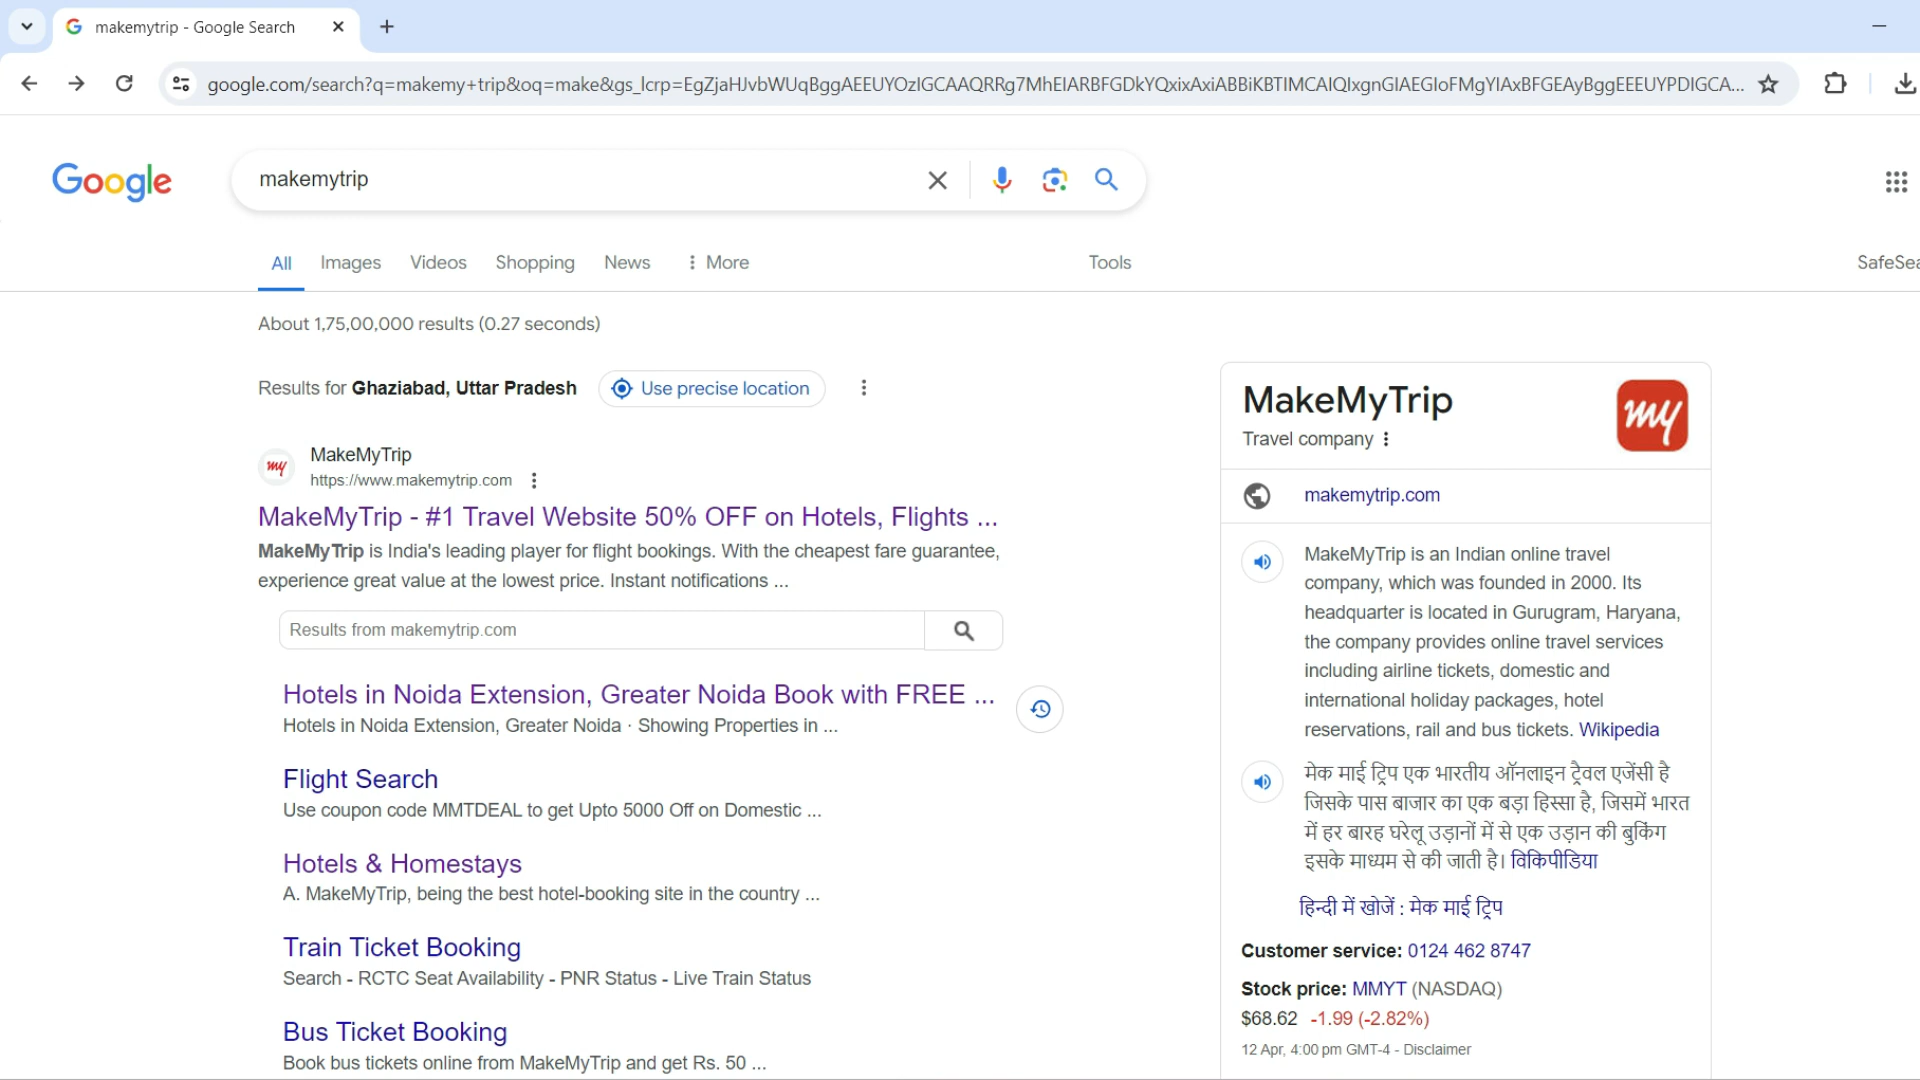 makemytrip - Google Search
google.com/search?q=makemy+trip&oq=make&gs_lcrp=EgZjaHJvbWUqBggAEEUYOzIGCAAQRRg7MhEIARBFGDkYQxixAxiABBiKBTIMCAIQIxgnGIAEGIoFMgYIAxBFGEAyBggEEEUYPDIGCA...
Google
makemytrip
All Images Videos Shopping News More Tools SafeSea
About 1,75,00,000 results (0.27 seconds)
Results for Ghaziabad, Uttar Pradesh Use precise location
my
MakeMyTrip
https://www.makemytrip.com
MakeMyTrip - #1 Travel Website 50% OFF on Hotels, Flights ...
MakeMyTrip is India's leading player for flight bookings. With the cheapest fare guarantee,
experience great value at the lowest price. Instant notifications ...
Results from makemytrip.com
Hotels in Noida Extension, Greater Noida Book with FREE ...
Hotels in Noida Extension, Greater Noida · Showing Properties in ...
Flight Search
Use coupon code MMTDEAL to get Upto 5000 Off on Domestic ...
Hotels & Homestays
A. MakeMyTrip, being the best hotel-booking site in the country ...
Train Ticket Booking
Search - RCTC Seat Availability - PNR Status - Live Train Status
Bus Ticket Booking
Book bus tickets online from MakeMyTrip and get Rs. 50 ...
MakeMyTrip
Travel company
my
makemytrip.com
MakeMyTrip is an Indian online travel
company, which was founded in 2000. Its
headquarter is located in Gurugram, Haryana,
the company provides online travel services
including airline tickets, domestic and
international holiday packages, hotel
reservations, rail and bus tickets. Wikipedia
मेक माई ट्रिप एक भारतीय ऑनलाइन ट्रैवल एजेंसी है
जिसके पास बाजार का एक बड़ा हिस्सा है, जिसमें भारत
में हर बारह घरेलू उड़ानों में से एक उड़ान की बुकिंग
इसके माध्यम से की जाती है। विकिपीडिया
हिन्दी में खोजें : मेक माई ट्रिप
Customer service: 0124 462 8747
Stock price: MMYT (NASDAQ)
$68.62 -1.99 (-2.82%)
12 Apr, 4:00 pm GMT-4 - Disclaimer